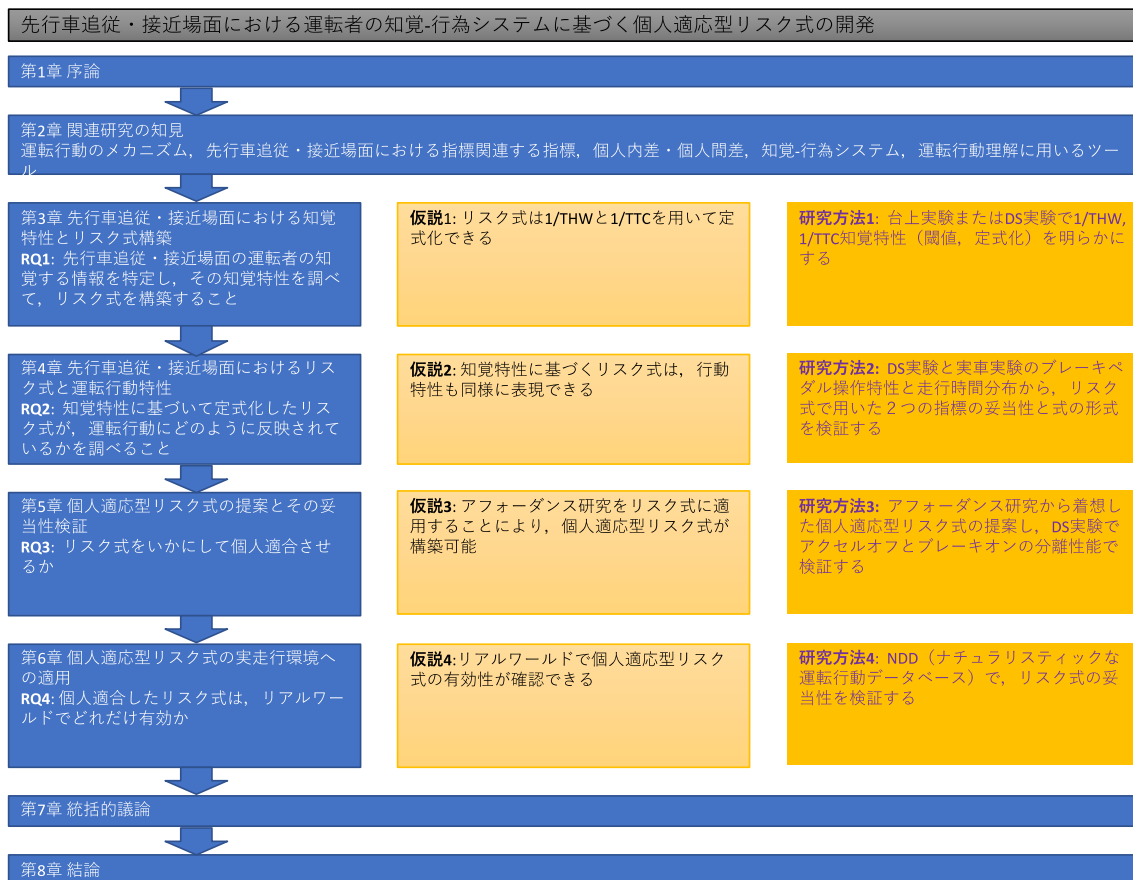 先行車追従・接近場面における運転者の知覚-行為システムに基づく個人適応型リスク式の開発
第1章 序論
第2章 関連研究の知見
運転行動のメカニズム，先行車追従・接近場面における指標関連する指標，個人内差・個人間差，知覚-行為システム，運転行動理解に用いるツー
ル
第3章 先行車追従・接近場面における知覚
特性とリスク式構築
RQ1: 先行車追従・接近場面の運転者の知
覚する情報を特定し，その知覚特性を調べ
て，リスク式を構築すること
仮説1: リスク式は1/THWと1/TTCを用いて定
式化できる
研究方法1: 台上実験またはDS実験で1/THW,
1/TTC知覚特性（閾値，定式化）を明らかに
する
第4章 先行車追従・接近場面におけるリス
ク式と運転行動特性
RQ2: 知覚特性に基づいて定式化したリス
ク式が，運転行動にどのように反映されて
いるかを調べること
仮説2: 知覚特性に基づくリスク式は，行動
特性も同様に表現できる
研究方法2: DS実験と実車実験のブレーキペ
ダル操作特性と走行時間分布から，リスク
式で用いた２つの指標の妥当性と式の形式
を検証する
第5章 個人適応型リスク式の提案とその妥
当性検証
RQ3: リスク式をいかにして個人適合させ
るか
仮説3: アフォーダンス研究をリスク式に適
用することにより，個人適応型リスク式が
構築可能
研究方法3: アフォーダンス研究から着想し
た個人適応型リスク式の提案し，DS実験で
アクセルオフとブレーキオンの分離性能で
検証する
第6章 個人適応型リスク式の実走行環境へ
の適用
RQ4: 個人適合したリスク式は，リアルワー
ルドでどれだけ有効か
仮説4:リアルワールドで個人適応型リスク
式の有効性が確認できる
研究方法4: NDD（ナチュラリスティックな
運転行動データベース）で，リスク式の妥
当性を検証する
第7章 統括的議論
第8章 結論